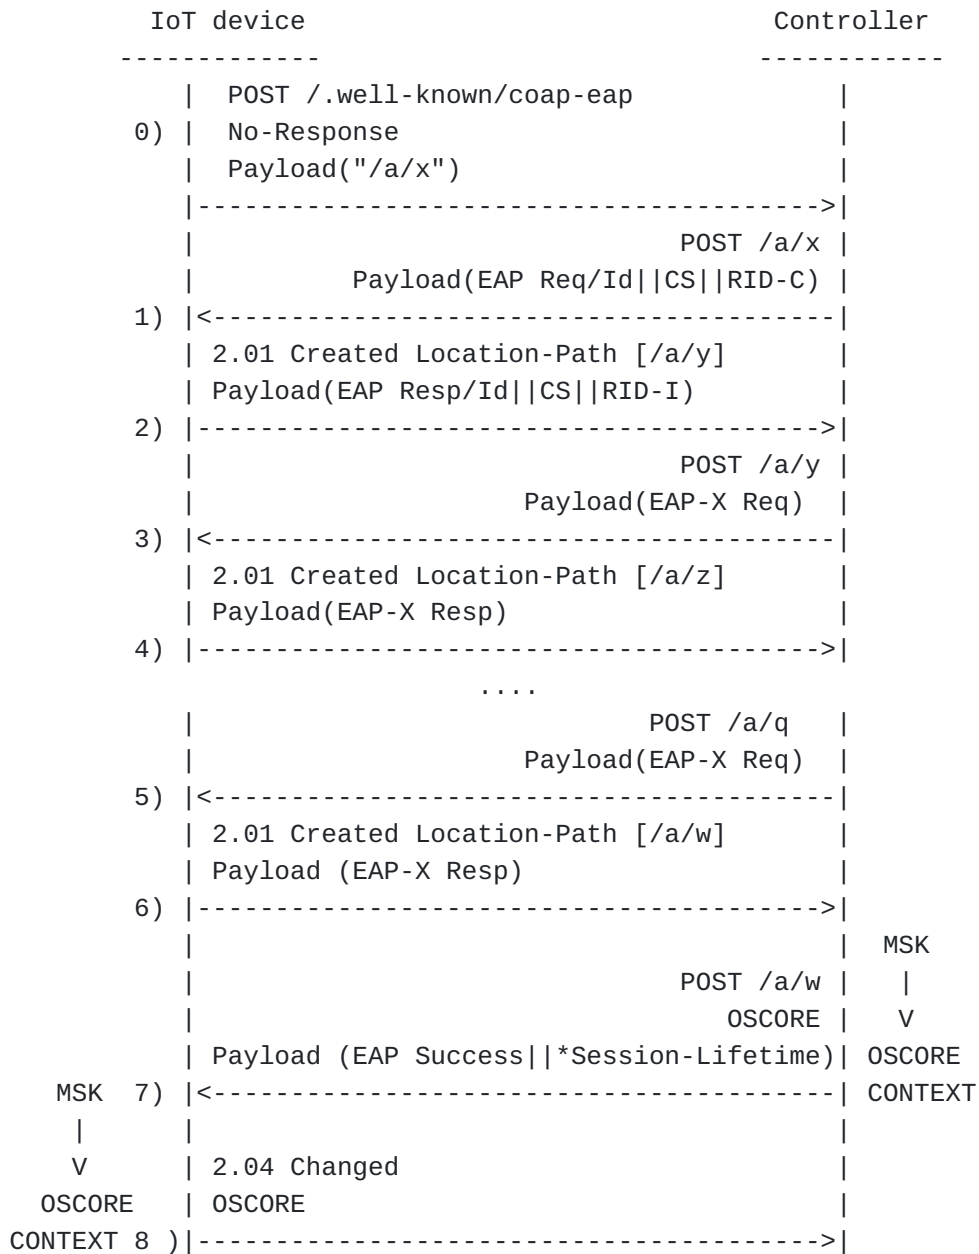 IoT device                              Controller
-------------                            ------------
    |  POST /.well-known/coap-eap             |
0)  |  No-Response                            |
    |  Payload("/a/x")                        |
    |---------------------------------------->|
    |                               POST /a/x |
    |          Payload(EAP Req/Id||CS||RID-C) |
1)  |<----------------------------------------|
    | 2.01 Created Location-Path [/a/y]       |
    | Payload(EAP Resp/Id||CS||RID-I)         |
2)  |---------------------------------------->|
    |                               POST /a/y |
    |                     Payload(EAP-X Req)  |
3)  |<----------------------------------------|
    | 2.01 Created Location-Path [/a/z]       |
    | Payload(EAP-X Resp)                     |
4)  |---------------------------------------->|
                      ....
    |                             POST /a/q   |
    |                     Payload(EAP-X Req)  |
5)  |<----------------------------------------|
    | 2.01 Created Location-Path [/a/w]       |
    | Payload (EAP-X Resp)                    |
6)  |---------------------------------------->|
    |                                         |  MSK
    |                               POST /a/w |   |
    |                                  OSCORE |   V
    | Payload (EAP Success||*Session-Lifetime)| OSCORE
MSK  7) |<----------------------------------------| CONTEXT
 |      |                                         |
 V      | 2.04 Changed                            |
OSCORE   | OSCORE                                  |
CONTEXT 8 )|---------------------------------------->|